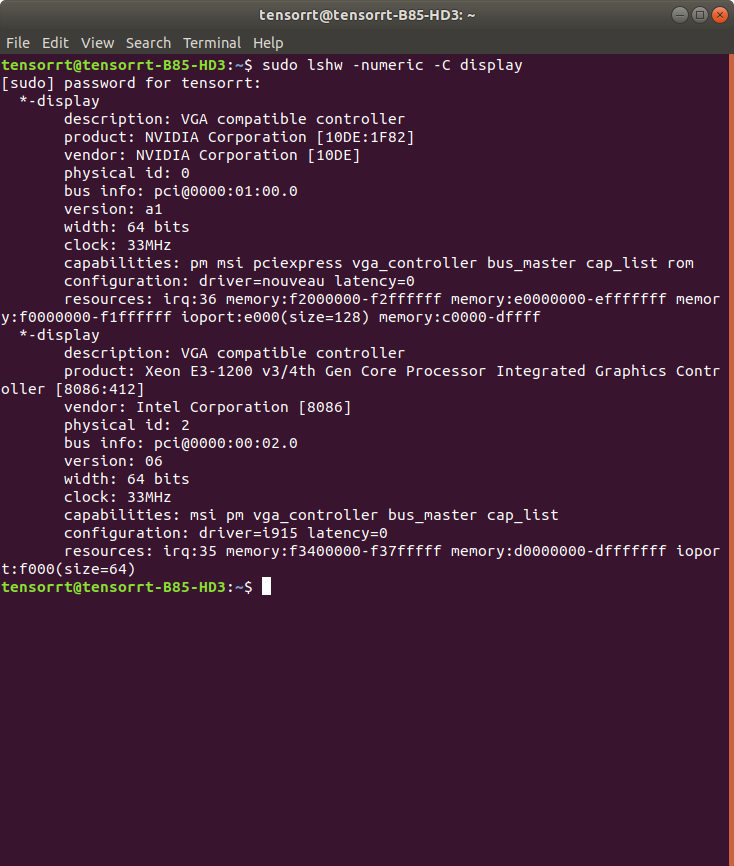 tensorrt@tensorrt-B85-HD3: ~
File Edit View Search Terminal Help
tensorrt@tensorrt-B85-HD3:~$ sudo lshw -numeric -C display
[sudo] password for tensorrt:
  *-display
       description: VGA compatible controller
       product: NVIDIA Corporation [10DE:1F82]
       vendor: NVIDIA Corporation [10DE]
       physical id: 0
       bus info: pci@0000:01:00.0
       version: a1
       width: 64 bits
       clock: 33MHz
       capabilities: pm msi pciexpress vga_controller bus_master cap_list rom
       configuration: driver=nouveau latency=0
       resources: irq:36 memory:f2000000-f2ffffff memory:e0000000-efffffff memor
y:f0000000-f1ffffff ioport:e000(size=128) memory:c0000-dffff
  *-display
       description: VGA compatible controller
       product: Xeon E3-1200 v3/4th Gen Core Processor Integrated Graphics Contr
oller [8086:412]
       vendor: Intel Corporation [8086]
       physical id: 2
       bus info: pci@0000:00:02.0
       version: 06
       width: 64 bits
       clock: 33MHz
       capabilities: msi pm vga_controller bus_master cap_list
       configuration: driver=i915 latency=0
       resources: irq:35 memory:f3400000-f37fffff memory:d0000000-dfffffff iopor
t:f000(size=64)
tensorrt@tensorrt-B85-HD3:~$